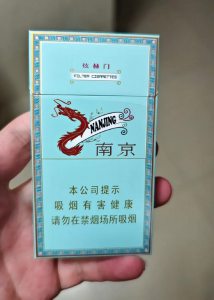 炫赫门
FILTER CIGARETTES
NANJING
南京
本公司提示
吸烟有害健康
请勿在禁烟场所吸烟